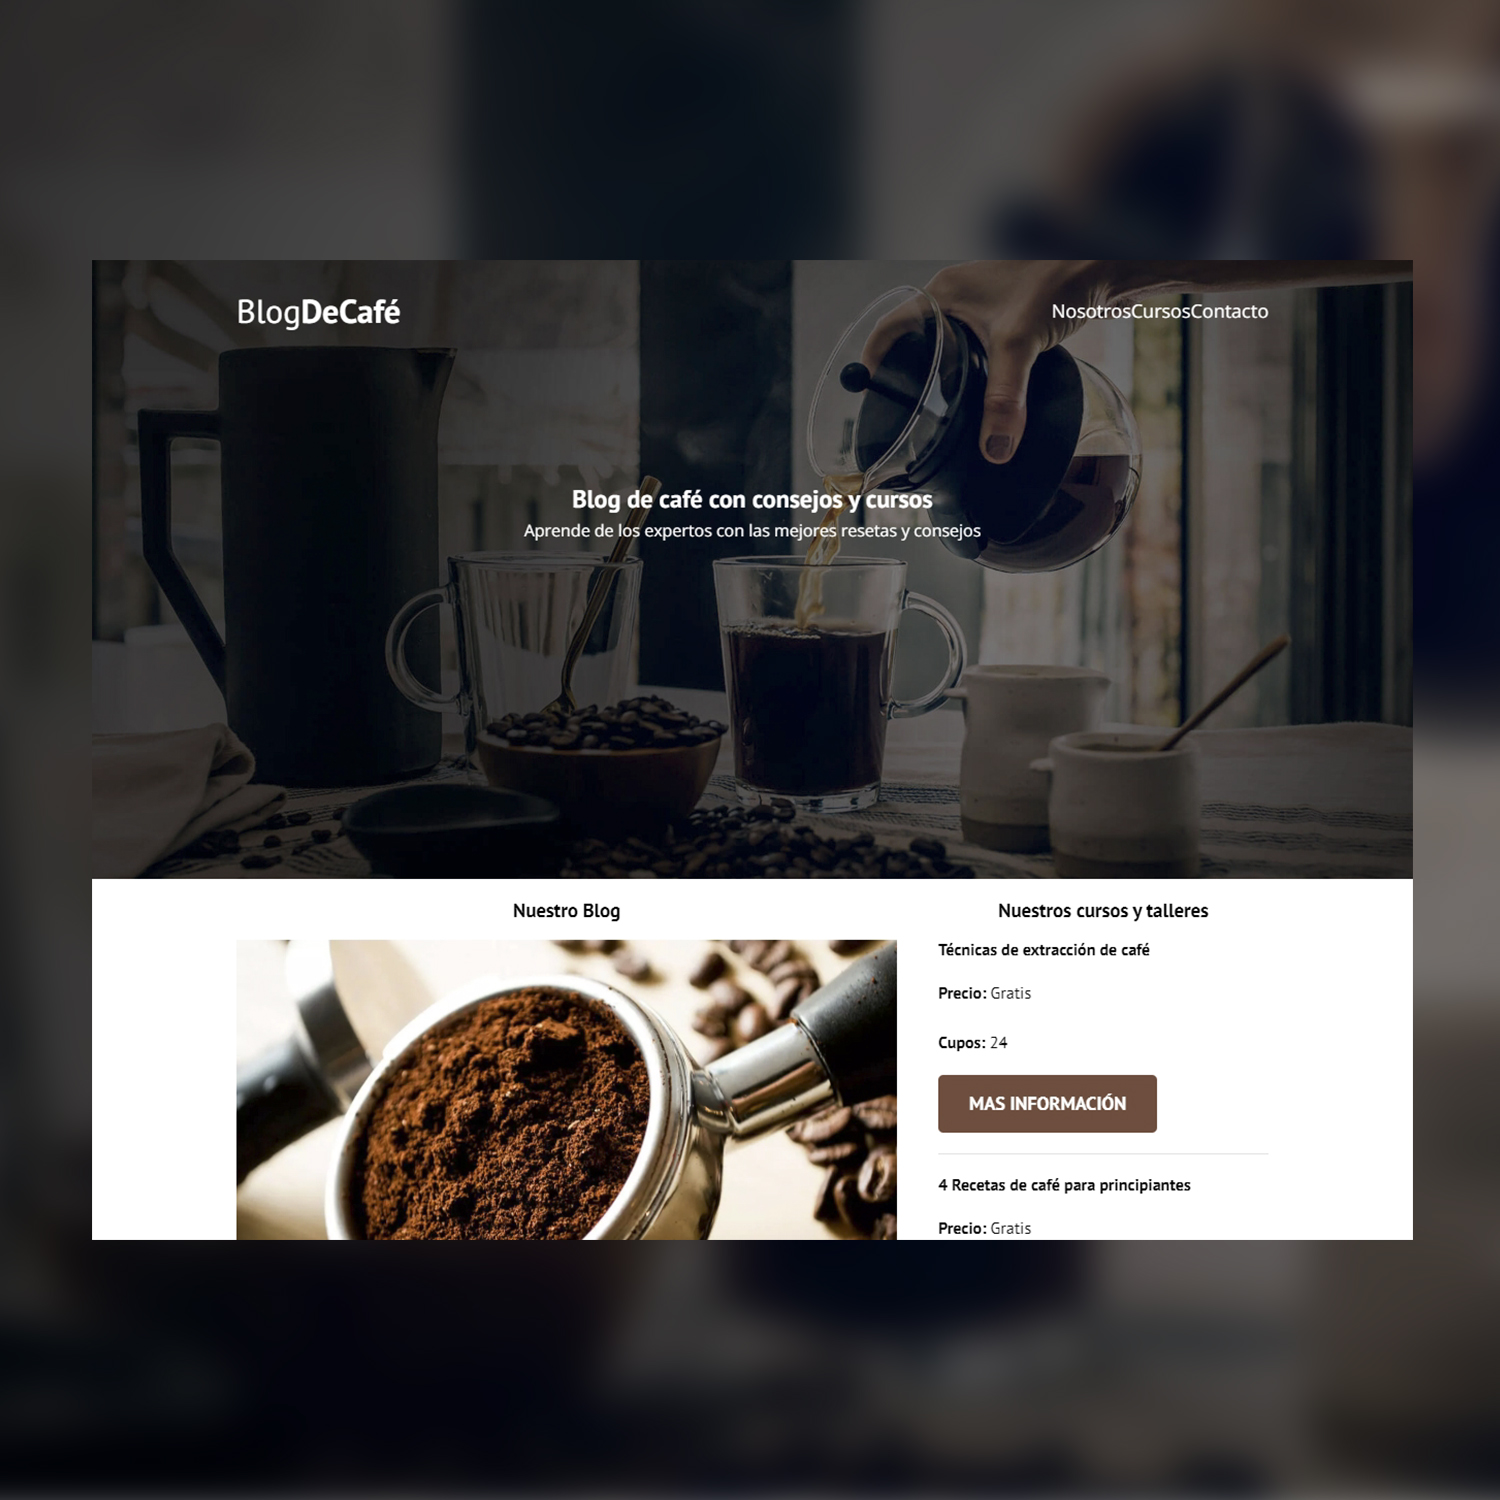 BlogDeCafé
NosotrosCursosContacto
Blog de café con consejos y cursos
Aprende de los expertos con las mejores resetas y consejos
Nuestro Blog
Nuestros cursos y talleres
Técnicas de extracción de café
Precio: Gratis
Cupos: 24
MAS INFORMACIÓN
4 Recetas de café para principiantes
Precio: Gratis